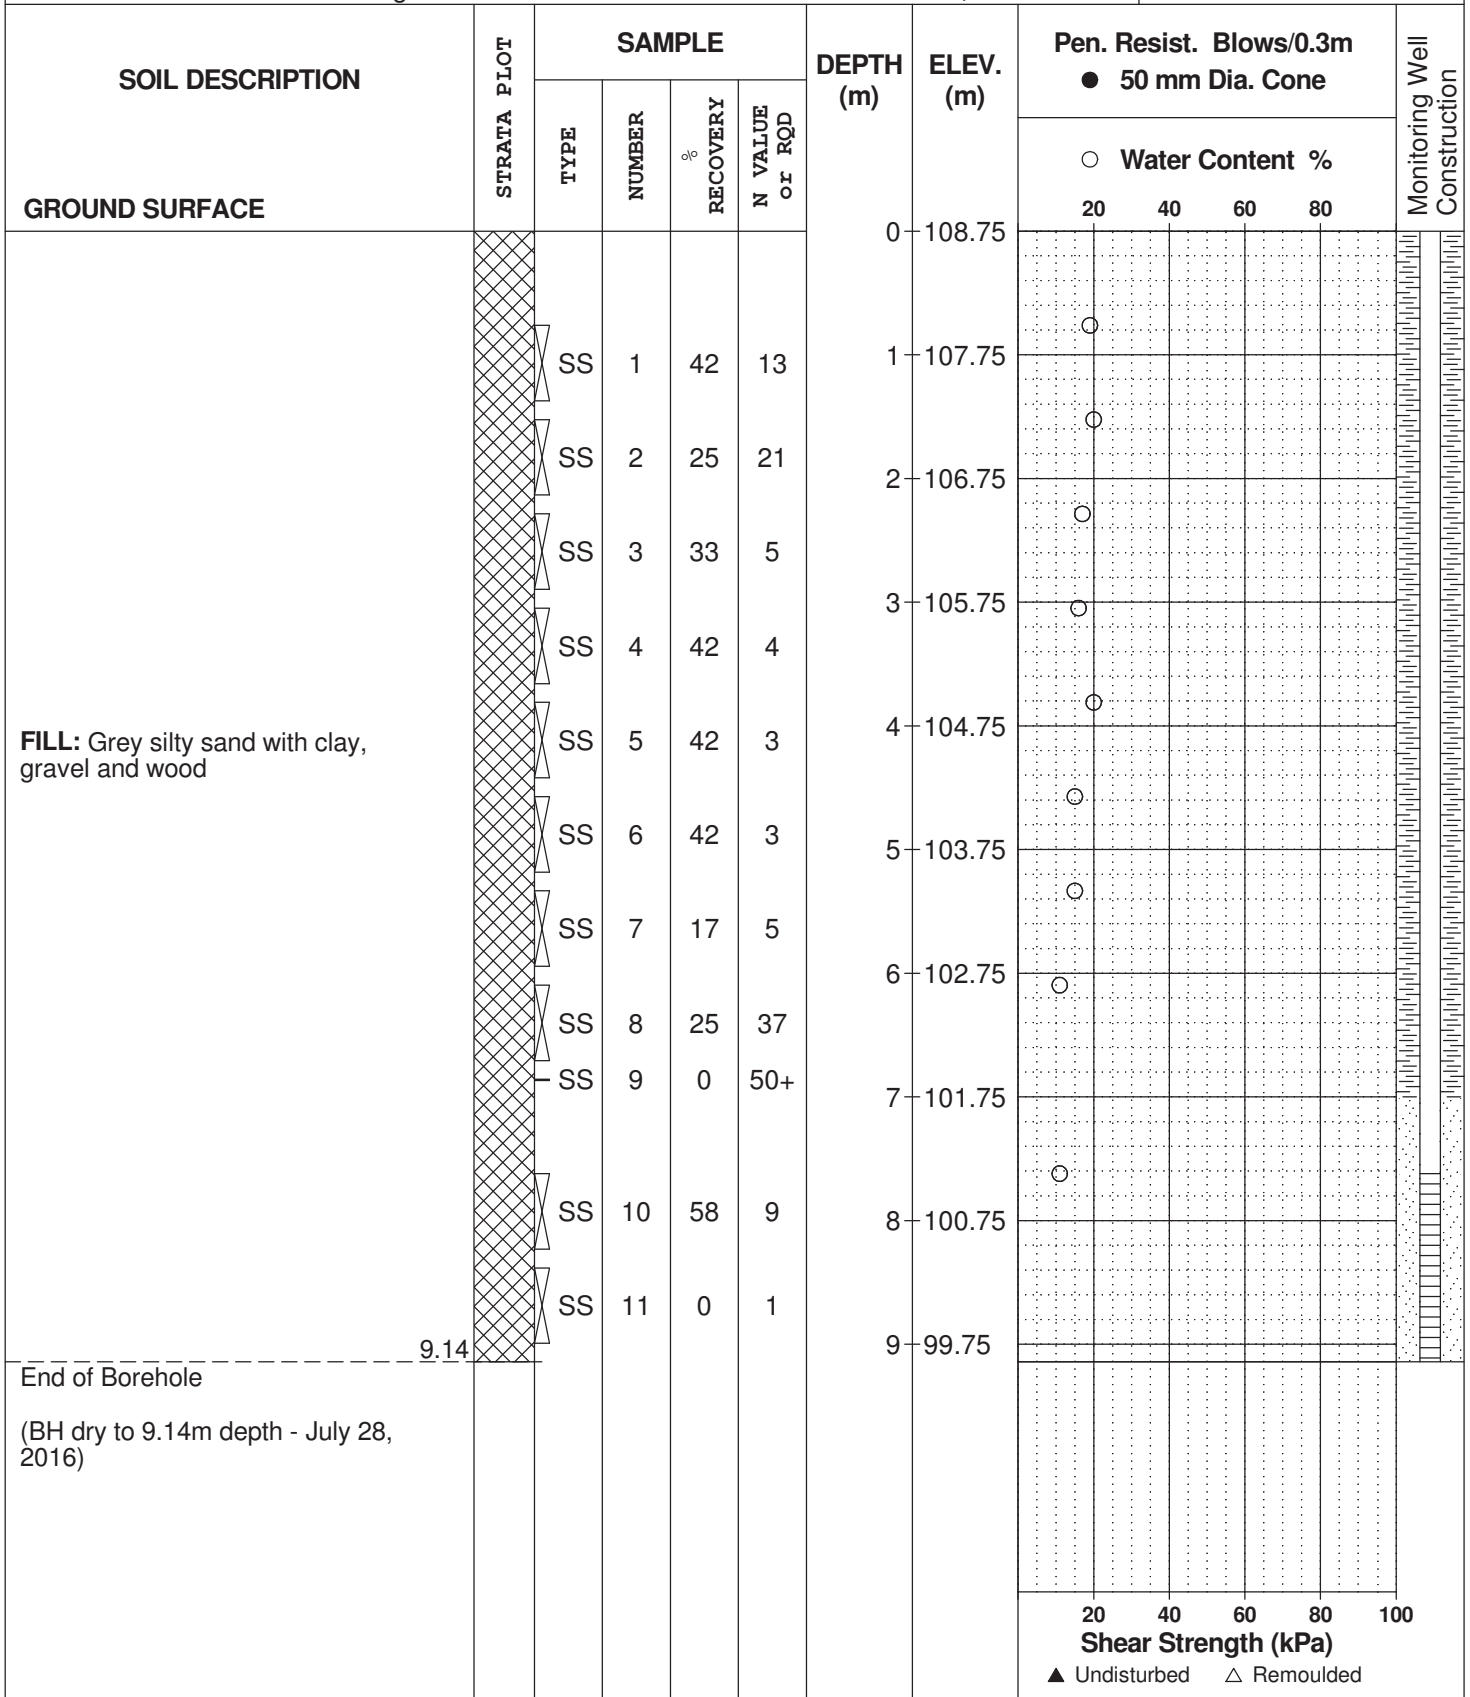 SOIL DESCRIPTION
GROUND SURFACE
STRATA PLOT
SAMPLE
TYPE
NUMBER
% RECOVERY
N VALUE or RQD
DEPTH (m)
ELEV. (m)
Pen. Resist. Blows/0.3m
● 50 mm Dia. Cone
○ Water Content %
20 40 60 80
Monitoring Well Construction
0 108.75
SS 1 42 13
1 107.75
SS 2 25 21
2 106.75
SS 3 33 5
3 105.75
SS 4 42 4
FILL: Grey silty sand with clay,
gravel and wood
4 104.75
SS 5 42 3
SS 6 42 3
5 103.75
SS 7 17 5
6 102.75
SS 8 25 37
SS 9 0 50+
7 101.75
SS 10 58 9
8 100.75
SS 11 0 1
9 99.75
9.14
End of Borehole
(BH dry to 9.14m depth - July 28,
2016)
20 40 60 80 100
Shear Strength (kPa)
▲ Undisturbed △ Remoulded